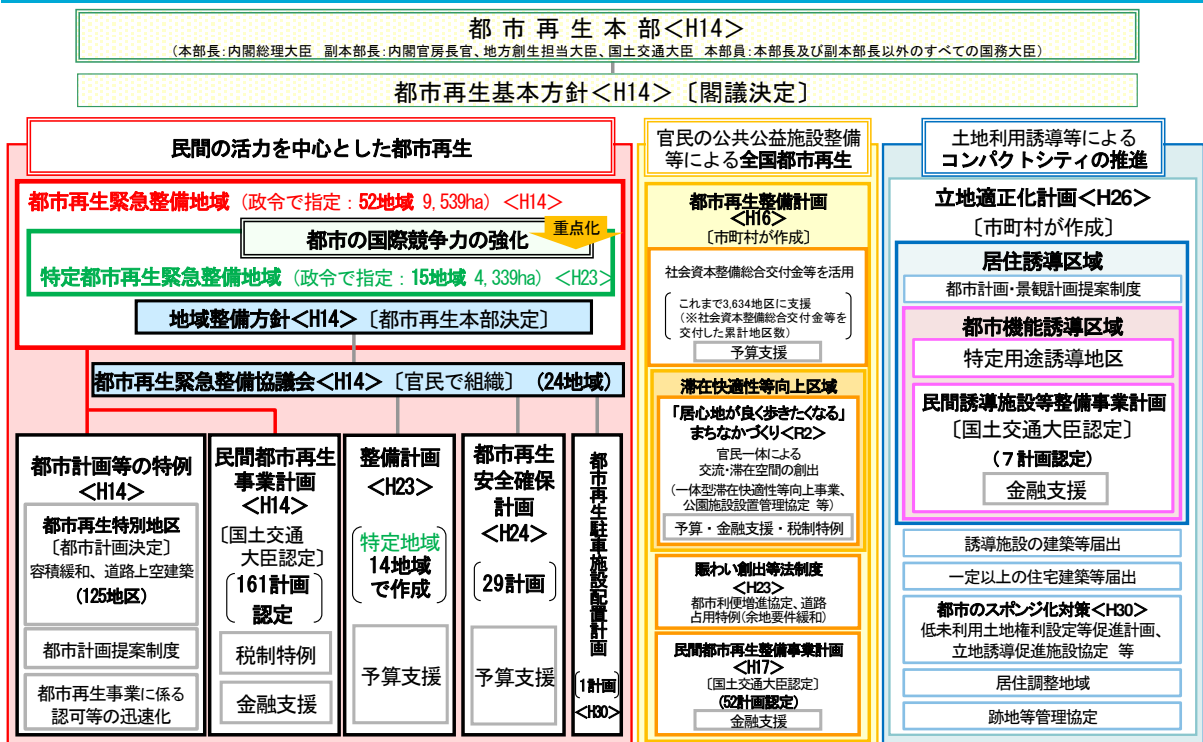 都市再生本部＜H14＞
（本部長：内閣総理大臣　副本部長：内閣官房長官、地方創生担当大臣、国土交通大臣　本部員：本部長及び副本部長以外のすべての国務大臣）
都市再生基本方針＜H14＞〔閣議決定〕
民間の活力を中心とした都市再生
都市再生緊急整備地域（政令で指定：52地域 9,539ha）＜H14＞
重点化
都市の国際競争力の強化
特定都市再生緊急整備地域（政令で指定：15地域 4,339ha）＜H23＞
地域整備方針＜H14＞〔都市再生本部決定〕
都市再生緊急整備協議会＜H14＞〔官民で組織〕（24地域）
都市計画等の特例
＜H14＞
都市再生特別地区
〔都市計画決定〕
容積緩和、道路上空建築
（125地区）
都市計画提案制度
都市再生事業に係る
認可等の迅速化
民間都市再生
事業計画
＜H14＞
〔国土交通
大臣認定〕
161計画
認定
税制特例
金融支援
整備計画
＜H23＞
特定地域
14地域
で作成
予算支援
都市再生
安全確保
計画
＜H24＞
29計画
予算支援
都市再生駐車施設配置計画
1計画
＜H30＞
官民の公共公益施設整備
等による全国都市再生
都市再生整備計画
＜H16＞
〔市町村が作成〕
社会資本整備総合交付金等を活用
これまで3,634地区に支援
（※社会資本整備総合交付金等を
交付した累計地区数）
予算支援
滞在快適性等向上区域
「居心地が良く歩きたくなる」
まちなかづくり＜R2＞
官民一体による
交流・滞在空間の創出
（一体型滞在快適性等向上事業、
公園施設設置管理協定　等）
予算・金融支援・税制特例
賑わい創出等法制度
＜H23＞
都市利便増進協定、道路
占用特例（余地要件緩和）
民間都市再生整備事業計画
＜H17＞
〔国土交通大臣認定〕
（52計画認定）
金融支援
土地利用誘導等による
コンパクトシティの推進
立地適正化計画＜H26＞
〔市町村が作成〕
居住誘導区域
都市計画・景観計画提案制度
都市機能誘導区域
特定用途誘導地区
民間誘導施設等整備事業計画
〔国土交通大臣認定〕
（７計画認定）
金融支援
誘導施設の建築等届出
一定以上の住宅建築等届出
都市のスポンジ化対策＜H30＞
低未利用土地権利設定等促進計画、
立地誘導促進施設協定　等
居住調整地域
跡地等管理協定